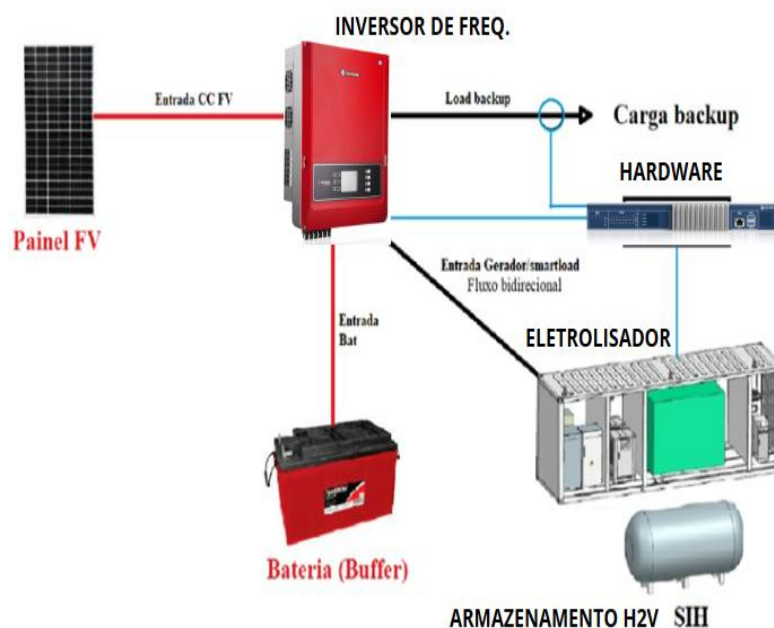 INVERSOR DE FREQ.
Entrada CC FV
Load backup
Carga backup
HARDWARE
Painel FV
Entrada Gerador/smartload
Fluxo bidirecional
Entrada
Bat
ELETROLISADOR
Bateria (Buffer)
ARMAZENAMENTO H2V SIH